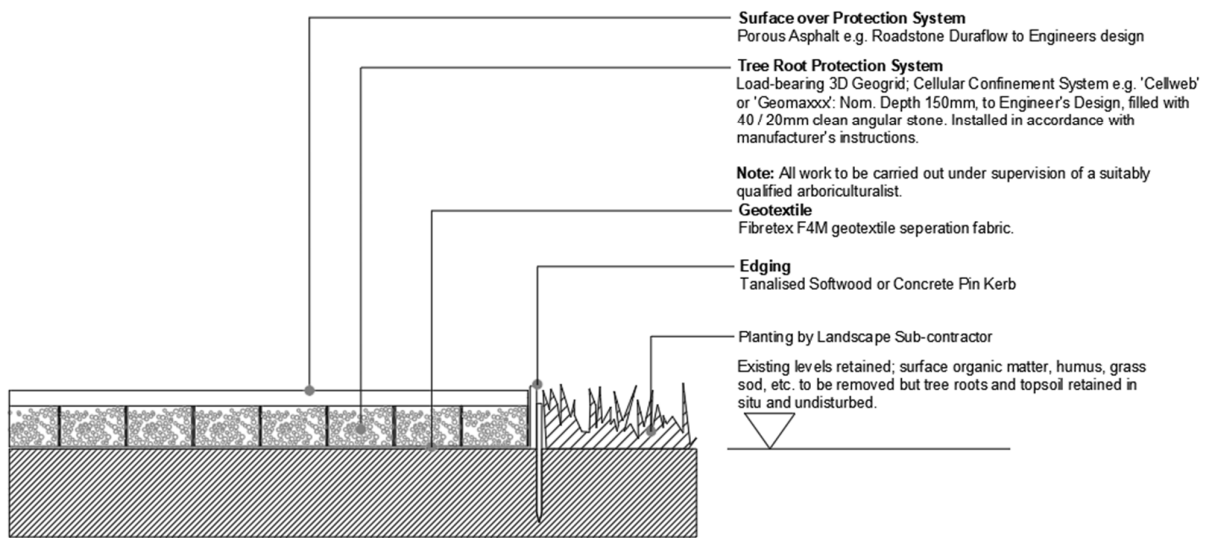 Surface over Protection System
Porous Asphalt e.g. Roadstone Duraflow to Engineers design
Tree Root Protection System
Load-bearing 3D Geogrid; Cellular Confinement System e.g. 'Cellweb'
or 'Geomaxxx': Nom. Depth 150mm, to Engineer's Design, filled with
40 / 20mm clean angular stone. Installed in accordance with
manufacturer's instructions.
Note: All work to be carried out under supervision of a suitably
qualified arboriculturalist.
Geotextile
Fibretex F4M geotextile seperation fabric.
Edging
Tanalised Softwood or Concrete Pin Kerb
Planting by Landscape Sub-contractor
Existing levels retained; surface organic matter, humus, grass
sod, etc. to be removed but tree roots and topsoil retained in
situ and undisturbed.